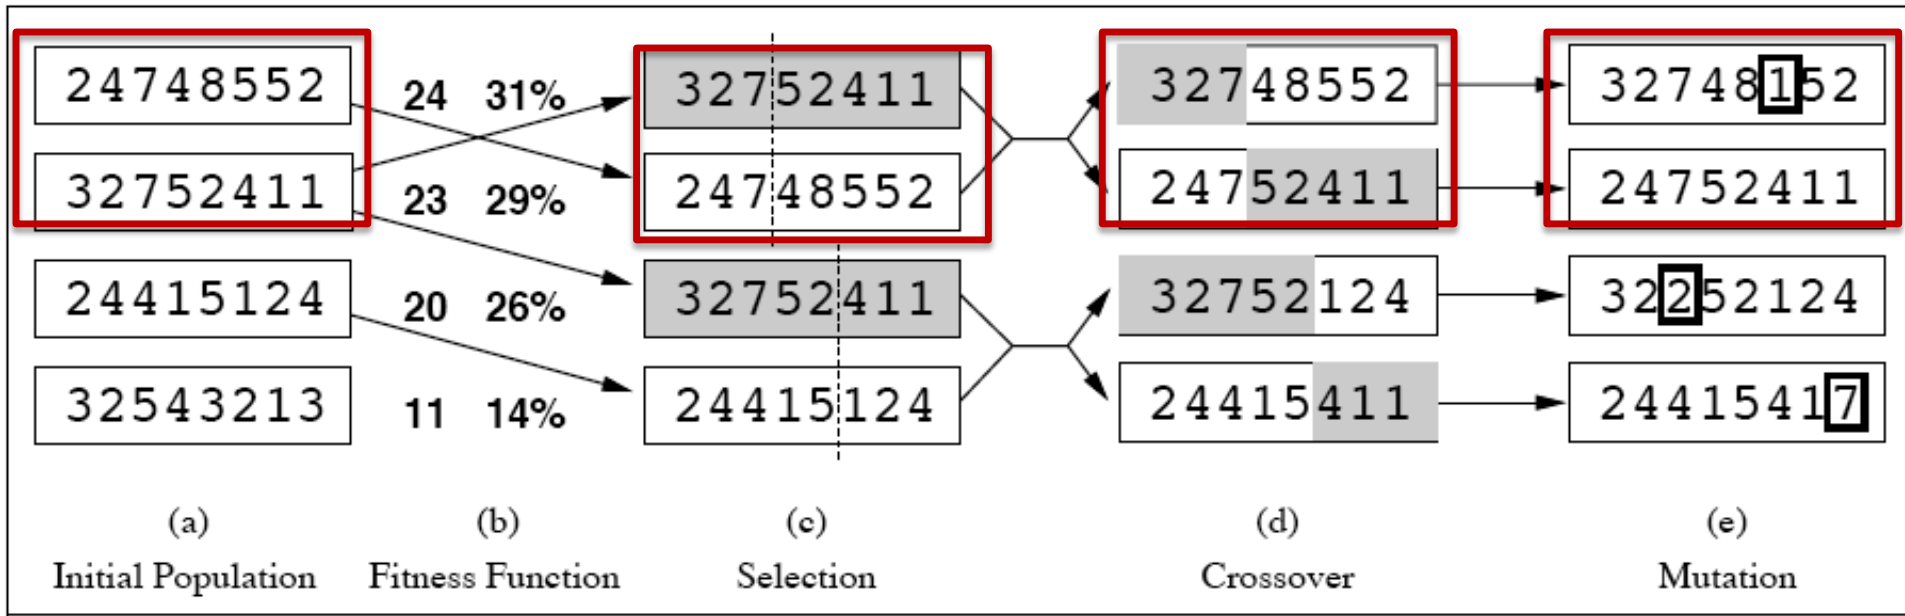 24748552 24 31% 32752411 32748552 32748152
32752411 23 29% 24748552 24752411 24752411
24415124 20 26% 32752411 32752124 32252124
32543213 11 14% 24415124 24415411 24415417
(a) (b) (c) (d) (e)
Initial Population Fitness Function Selection Crossover Mutation